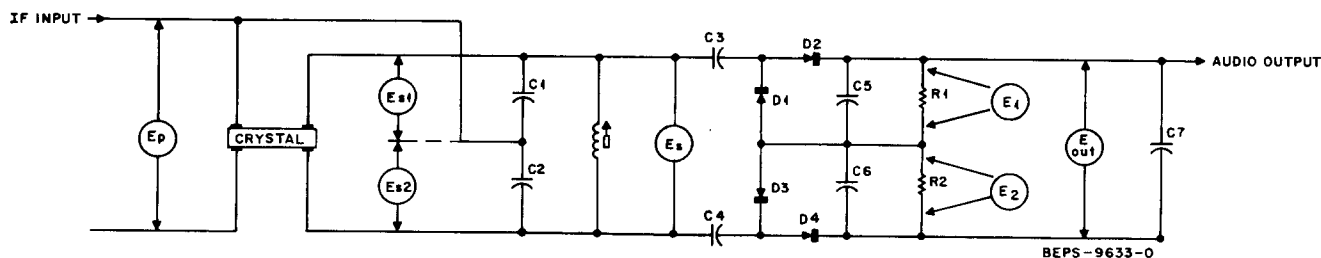 IF INPUT
Ep
CRYSTAL
Es1
Es2
C1
C2
Es
C3
C4
D1
D2
D3
D4
C5
C6
R1
R2
E1
E2
E out
C7
AUDIO OUTPUT
BEPS-9633-0